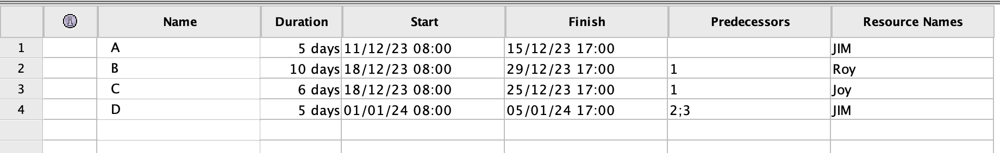 Name Duration Start Finish Predecessors Resource Names
1 A 5 days 11/12/23 08:00 15/12/23 17:00 JIM
2 B 10 days 18/12/23 08:00 29/12/23 17:00 1 Roy
3 C 6 days 18/12/23 08:00 25/12/23 17:00 1 Joy
4 D 5 days 01/01/24 08:00 05/01/24 17:00 2;3 JIM